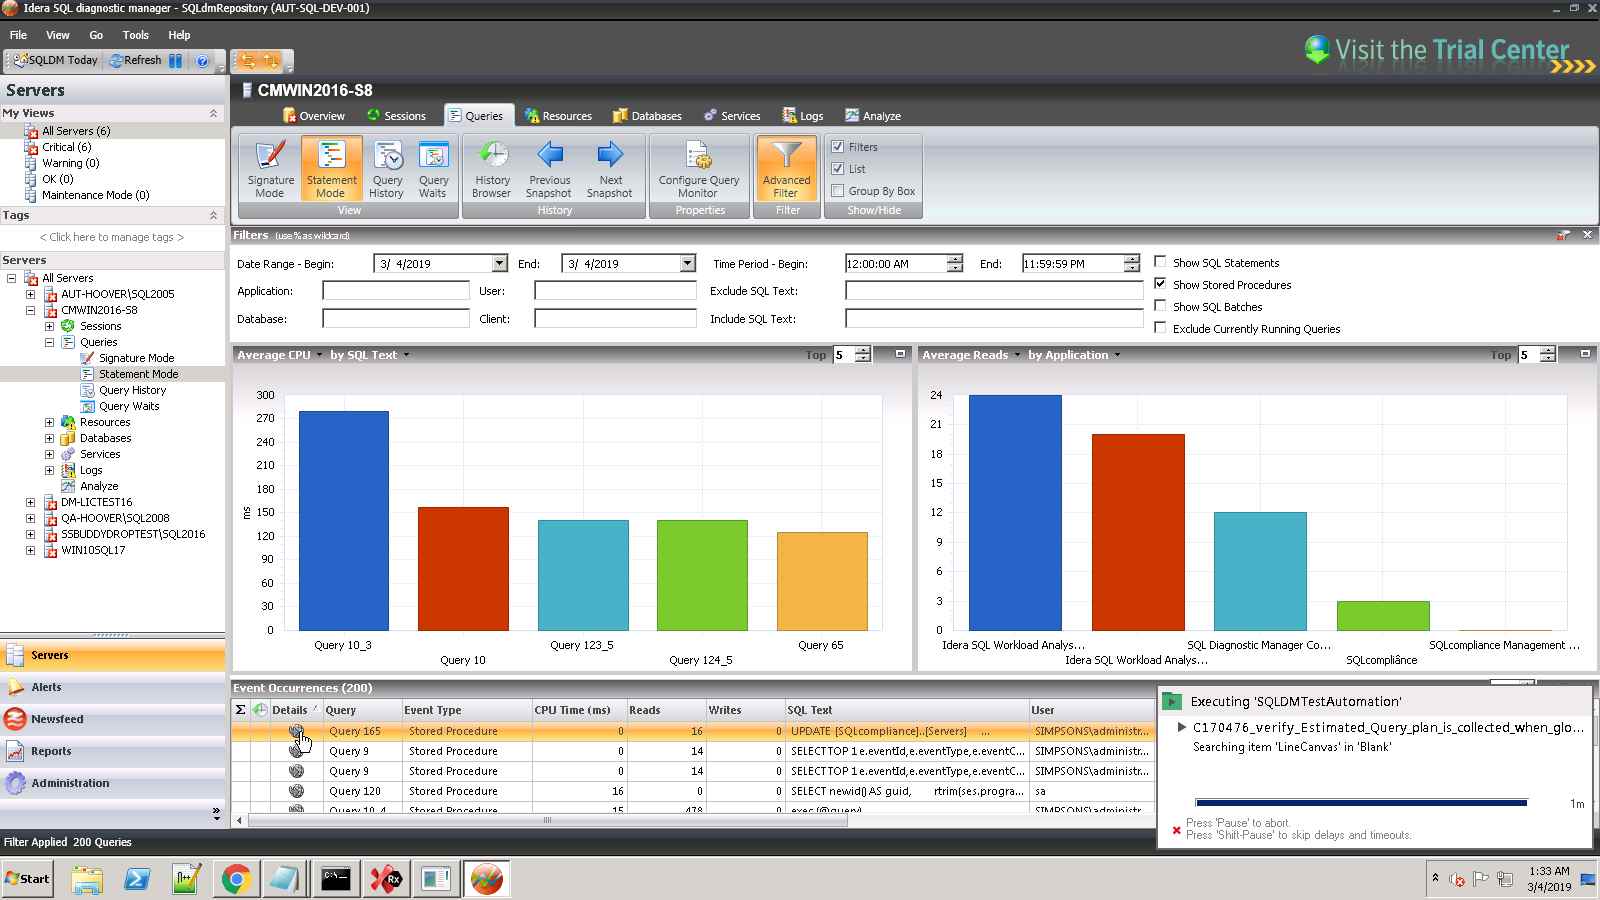 Idera SQL diagnostic manager - SQLdmRepository (AUT-SQL-DEV-001)
File View Go Tools Help
SQLDM Today Refresh
Visit the Trial Center
Servers
My Views
All Servers (6)
Critical (6)
Warning (0)
OK (0)
Maintenance Mode (0)
Tags
< Click here to manage tags >
Servers
All Servers
AUT-HOOVER\SQL2005
CMWIN2016-S8
Sessions
Queries
Signature Mode
Statement Mode
Query History
Query Waits
Resources
Databases
Services
Logs
Analyze
DM-LICTEST16
QA-HOOVER\SQL2008
SSBUDDYDROPTEST\SQL2016
WIN10SQL17
Servers
Alerts
Newsfeed
Reports
Administration
CMWIN2016-S8
Overview Sessions Queries Resources Databases Services Logs Analyze
Signature Mode
Statement Mode
Query History
Query Waits
View
History Browser
Previous Snapshot
Next Snapshot
History
Configure Query Monitor
Properties
Advanced Filter
Filter
Filters
List
Group By Box
Show/Hide
Filters (use % as wildcard)
Date Range - Begin: 3/ 4/2019 End: 3/ 4/2019 Time Period - Begin: 12:00:00 AM End: 11:59:59 PM Show SQL Statements
Application: User: Exclude SQL Text: Show Stored Procedures
Show SQL Batches
Database: Client: Include SQL Text: Exclude Currently Running Queries
Average CPU by SQL Text Top 5
300
270
240
210
180
150
120
90
60
30
0
ms
Query 10_3
Query 10
Query 123_5
Query 124_5
Query 65
Average Reads by Application Top 5
24
21
18
15
12
9
6
3
0
Idera SQL Workload Analys...
Idera SQL Workload Analys...
SQL Diagnostic Manager Co...
SQLcompliânce
SQLcompliance Management ...
Event Occurrences (200)
Σ Details Query Event Type CPU Time (ms) Reads Writes SQL Text User
Query 165 Stored Procedure 0 16 0 UPDATE [SQLcompliance]..[Servers] ... SIMPSONS\administr...
Query 9 Stored Procedure 0 14 0 SELECT TOP 1 e.eventId,e.eventType,e.eventC... SIMPSONS\administr...
Query 9 Stored Procedure 0 14 0 SELECT TOP 1 e.eventId,e.eventType,e.eventC... SIMPSONS\administr...
Query 120 Stored Procedure 16 0 0 SELECT newid() AS guid, rtrim(ses.progra... sa
Query 10_4 Stored Procedure 15 478 0 exec (@query) SIMPSONS\administr...
Executing 'SQLDMTestAutomation'
C170476_verify_Estimated_Query_plan_is_collected_when_glo...
Searching item 'LineCanvas' in 'Blank'
1m
Press 'Pause' to abort.
Press 'Shift-Pause' to skip delays and timeouts.
Filter Applied 200 Queries
Start
C:\_
Rx
1:33 AM
3/4/2019